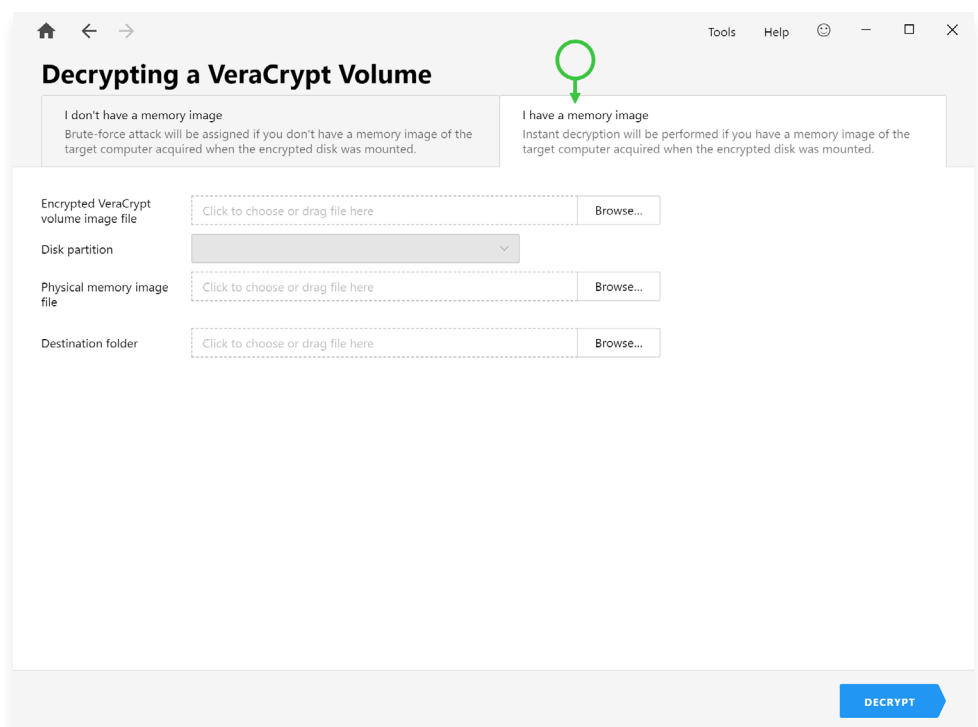 Tools Help
Decrypting a VeraCrypt Volume
I don't have a memory image
Brute-force attack will be assigned if you don't have a memory image of the
target computer acquired when the encrypted disk was mounted.
I have a memory image
Instant decryption will be performed if you have a memory image of the
target computer acquired when the encrypted disk was mounted.
Encrypted VeraCrypt
volume image file
Click to choose or drag file here
Browse...
Disk partition
Physical memory image
file
Click to choose or drag file here
Browse...
Destination folder
Click to choose or drag file here
Browse...
DECRYPT